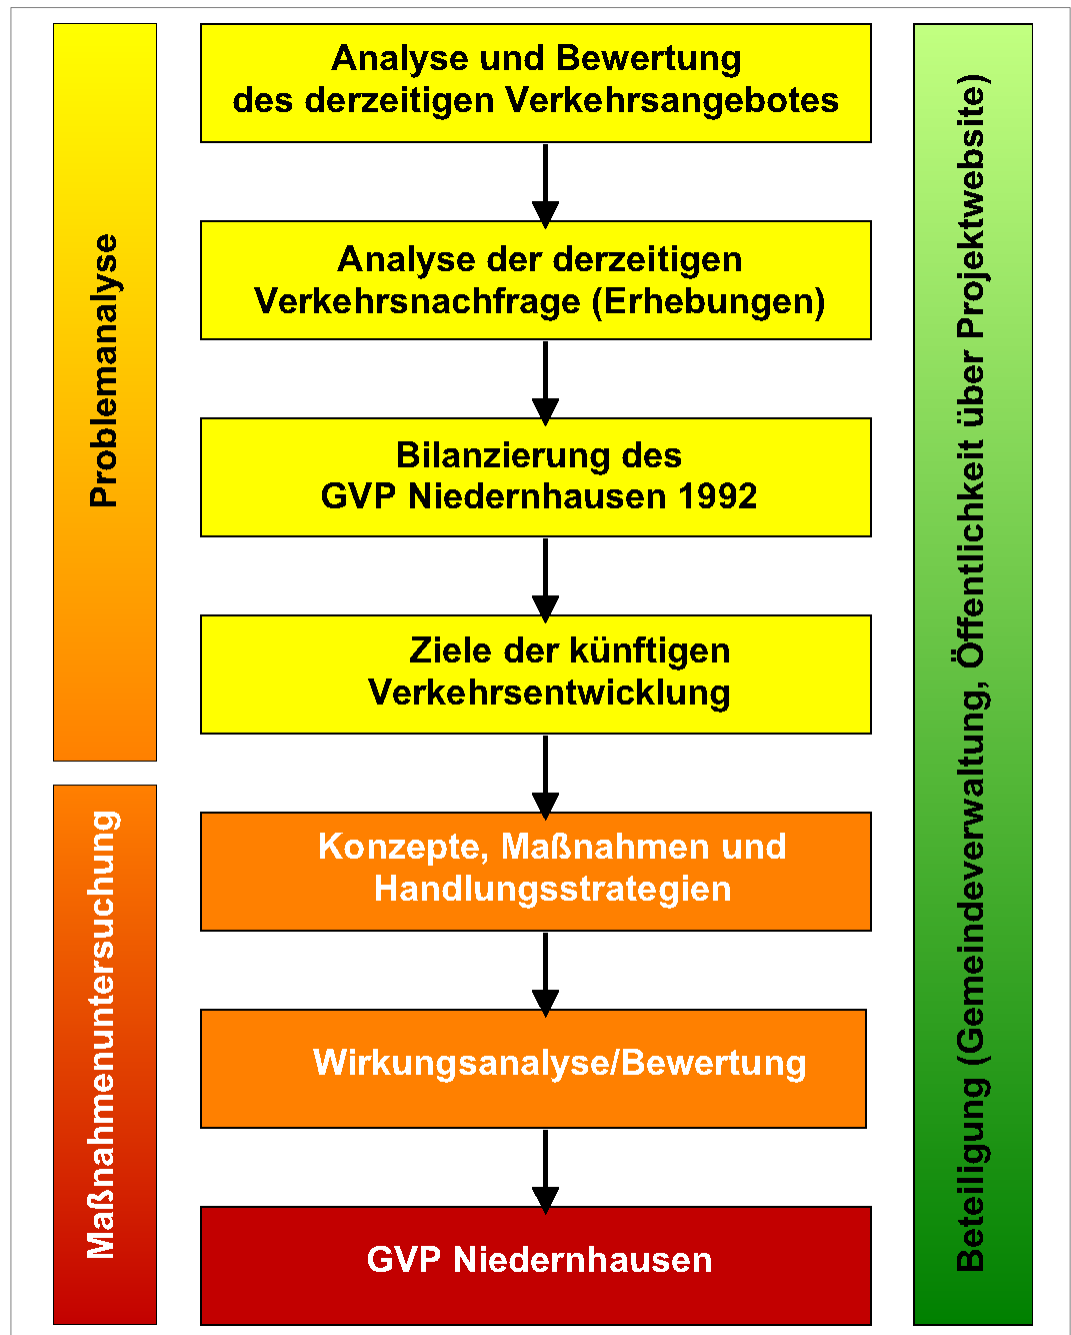 Problemanalyse
Maßnahmenuntersuchung
Analyse und Bewertung
des derzeitigen Verkehrsangebotes
Analyse der derzeitigen
Verkehrsnachfrage (Erhebungen)
Bilanzierung des
GVP Niedernhausen 1992
Ziele der künftigen
Verkehrsentwicklung
Konzepte, Maßnahmen und
Handlungsstrategien
Wirkungsanalyse/Bewertung
GVP Niedernhausen
Beteiligung (Gemeindeverwaltung, Öffentlichkeit über Projektwebsite)